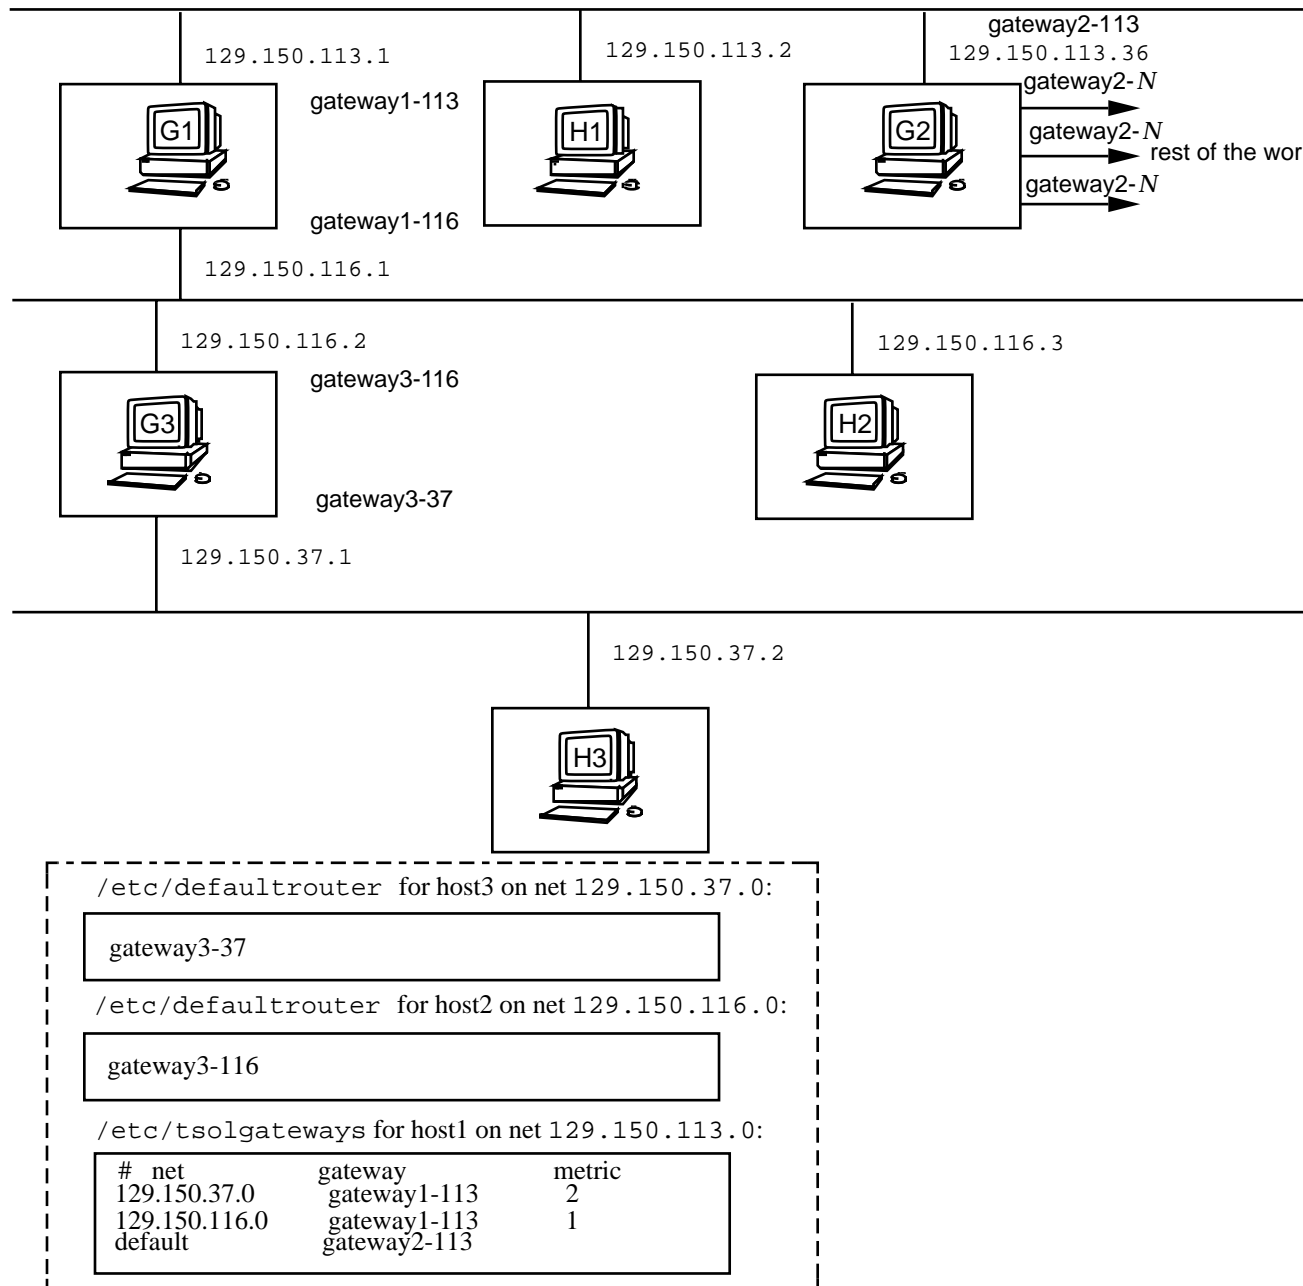 gateway2-113
129.150.113.1
129.150.113.2
129.150.113.36
gateway1-113
gateway2-N
G1
H1
G2
gateway2-N
rest of the wor
gateway2-N
gateway1-116
129.150.116.1
129.150.116.2
129.150.116.3
gateway3-116
G3
H2
gateway3-37
129.150.37.1
129.150.37.2
H3
/etc/defaultrouter for host3 on net 129.150.37.0:
gateway3-37
/etc/defaultrouter for host2 on net 129.150.116.0:
gateway3-116
/etc/tsolgateways for host1 on net 129.150.113.0:
# net gateway metric
129.150.37.0 gateway1-113 2
129.150.116.0 gateway1-113 1
default gateway2-113